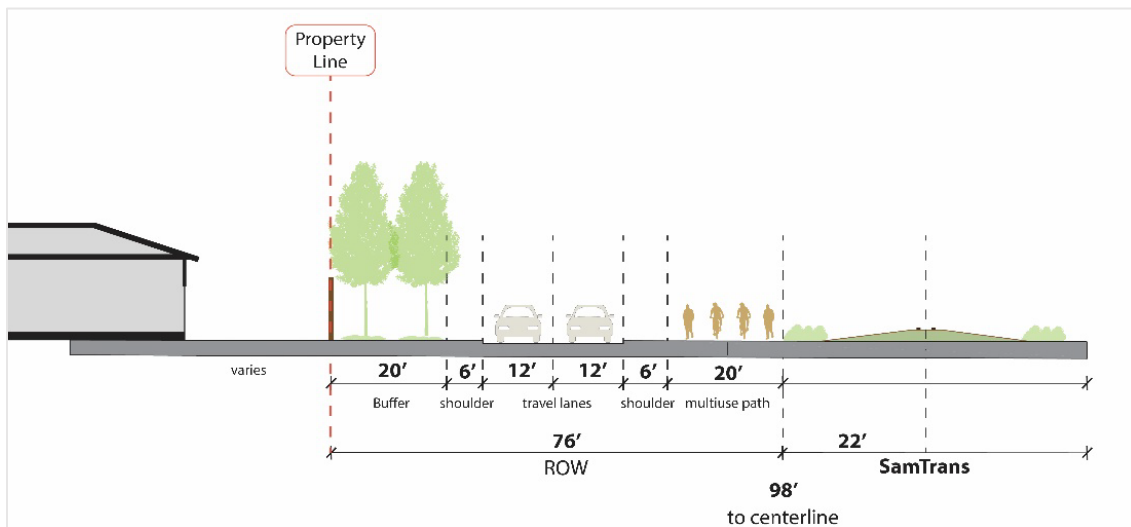 Property
Line
varies
20' 6' 12' 12' 6' 20'
Buffer shoulder travel lanes shoulder multiuse path
76' 22'
ROW SamTrans
98'
to centerline